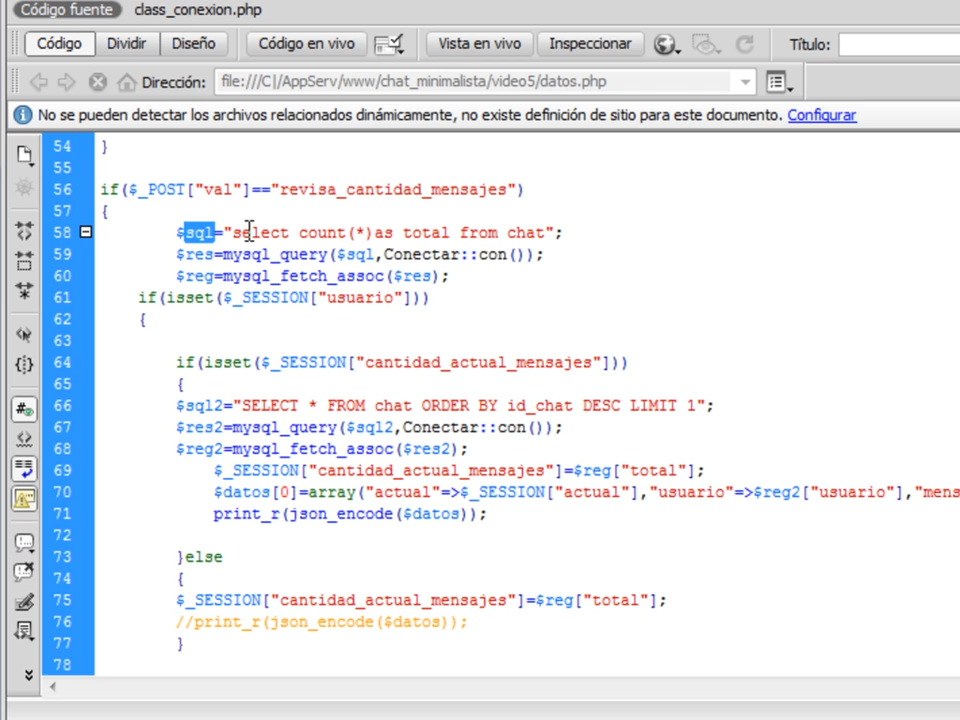 Código fuente class_conexion.php
Código Dividir Diseño Código en vivo Vista en vivo Inspeccionar Título:
Dirección: file:///C|/AppServ/www/chat_minimalista/video5/datos.php
No se pueden detectar los archivos relacionados dinámicamente, no existe definición de sitio para este documento. Configurar
54 }
55
56 if($_POST["val"]=="revisa_cantidad_mensajes")
57 {
58 $sql="select count(*)as total from chat";
59 $res=mysql_query($sql,Conectar::con());
60 $reg=mysql_fetch_assoc($res);
61 if(isset($_SESSION["usuario"]))
62 {
63
64 if(isset($_SESSION["cantidad_actual_mensajes"]))
65 {
66 $sql2="SELECT * FROM chat ORDER BY id_chat DESC LIMIT 1";
67 $res2=mysql_query($sql2,Conectar::con());
68 $reg2=mysql_fetch_assoc($res2);
69 $_SESSION["cantidad_actual_mensajes"]=$reg["total"];
70 $datos[0]=array("actual"=>$_SESSION["actual"],"usuario"=>$reg2["usuario"],"mens
71 print_r(json_encode($datos));
72
73 }else
74 {
75 $_SESSION["cantidad_actual_mensajes"]=$reg["total"];
76 //print_r(json_encode($datos));
77 }
78